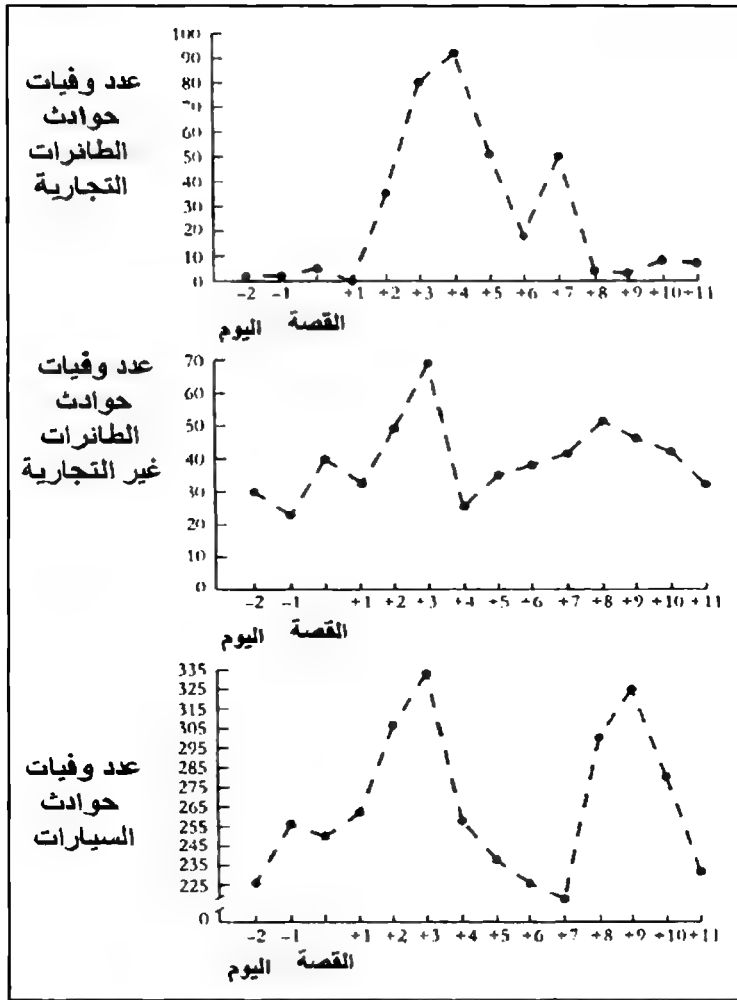 عدد وفيات
حوادث
الطائرات
التجارية
100
90
80
70
60
50
40
30
20
10
0
-2 -1 +1 +2 +3 +4 +5 +6 +7 +8 +9 +10 +11
اليوم القصة
عدد وفيات
حوادث
الطائرات
غير التجارية
70
60
50
40
30
20
10
0
-2 -1 +1 +2 +3 +4 +5 +6 +7 +8 +9 +10 +11
اليوم القصة
عدد وفيات
حوادث
السيارات
335
325
315
305
295
285
275
265
255
245
235
225
0
-2 -1 +1 +2 +3 +4 +5 +6 +7 +8 +9 +10 +11
اليوم القصة